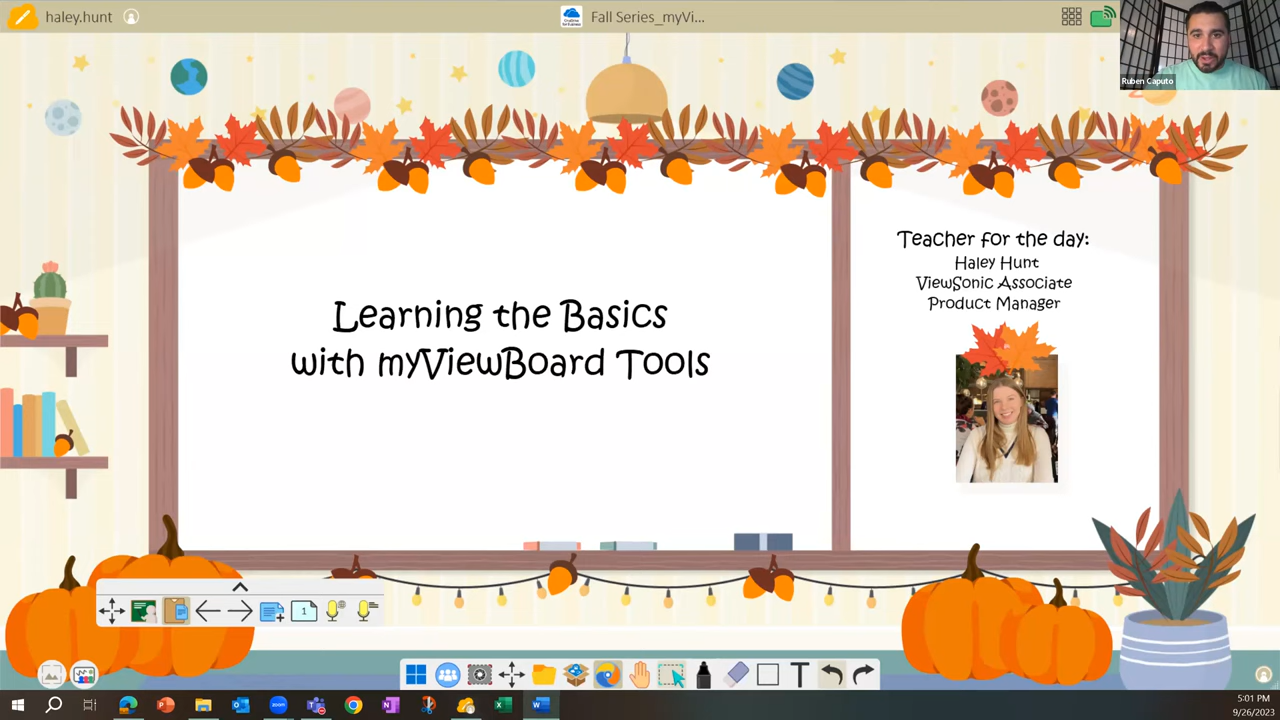 haley.hunt
Fall Series_myVi...
Ruben Caputo
Teacher for the day:
Haley Hunt
ViewSonic Associate
Product Manager
Learning the Basics
with myViewBoard Tools
1
T
zoom
5:01 PM
9/26/2023